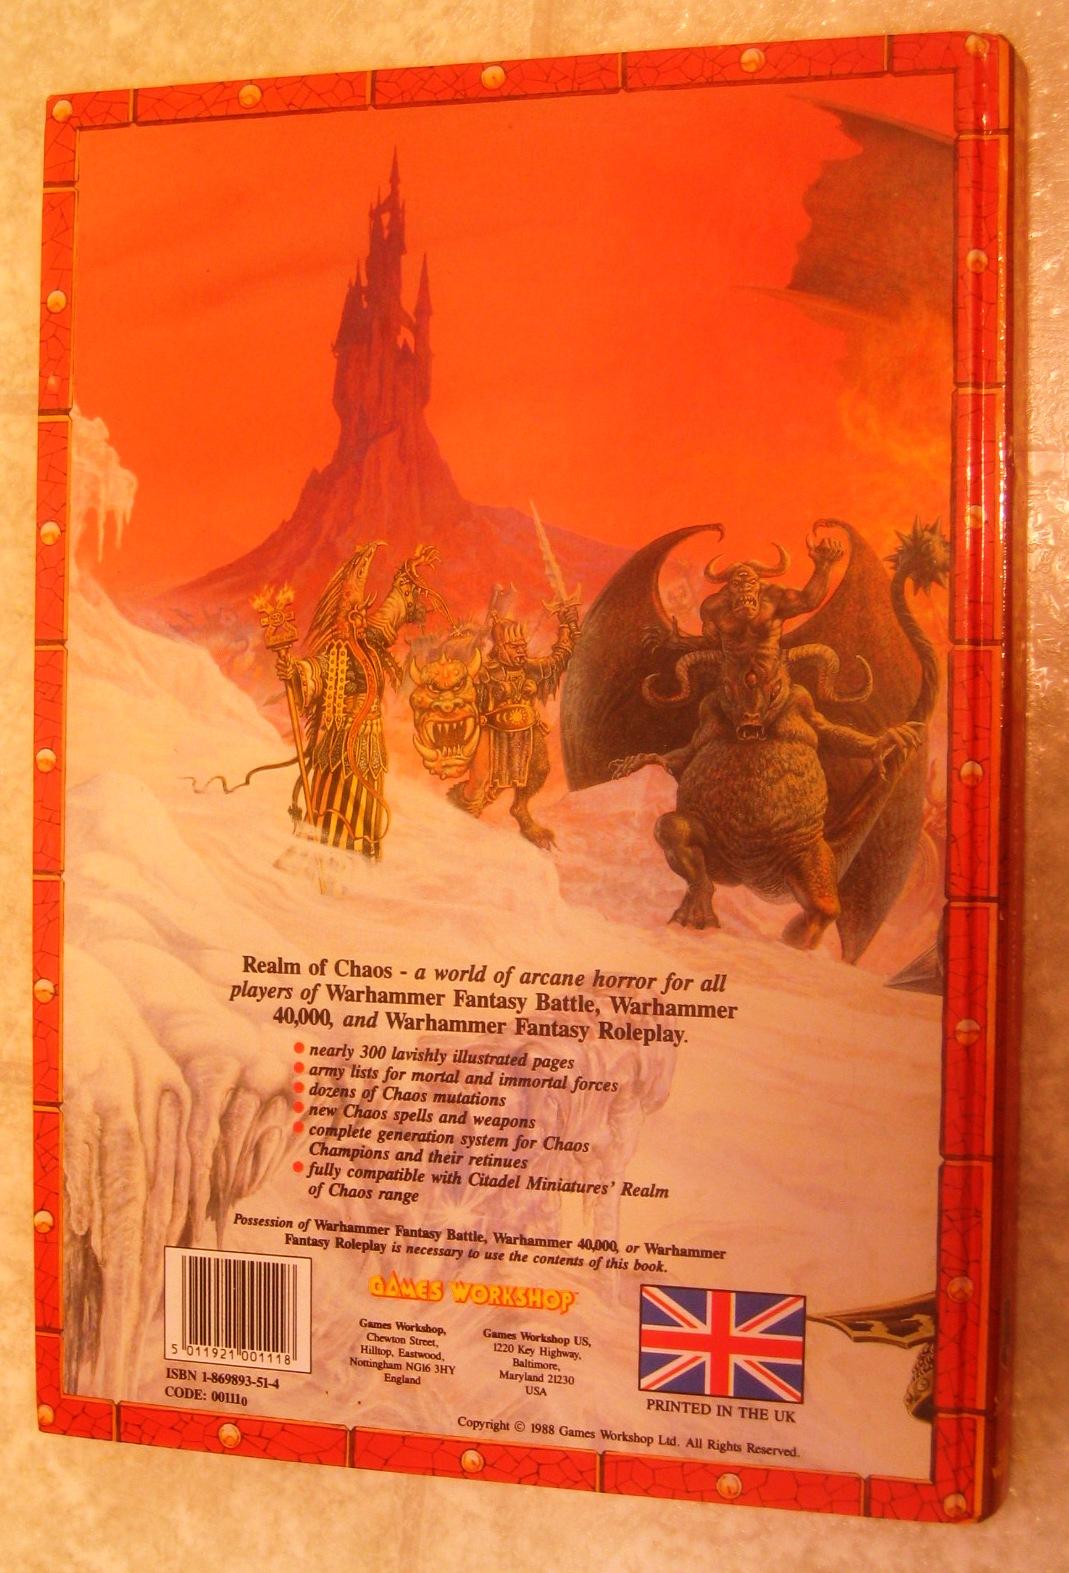 Realm of Chaos - a world of arcane horror for all
players of Warhammer Fantasy Battle, Warhammer
40,000, and Warhammer Fantasy Roleplay.
• nearly 300 lavishly illustrated pages
• army lists for mortal and immortal forces
• dozens of Chaos mutations
• new Chaos spells and weapons
• complete generation system for Chaos
Champions and their retinues
• fully compatible with Citadel Miniatures’ Realm
of Chaos range
Possession of Warhammer Fantasy Battle, Warhammer 40,000, or Warhammer
Fantasy Roleplay is necessary to use the contents of this book.
5 011921 001118
ISBN 1-869893-51-4
CODE: 001110
GAMES WORKSHOP™
Games Workshop,
Chewton Street,
Hilltop, Eastwood,
Nottingham NG16 3HY
England
Games Workshop US,
1220 Key Highway,
Baltimore,
Maryland 21230
USA
PRINTED IN THE UK
Copyright © 1988 Games Workshop Ltd. All Rights Reserved.